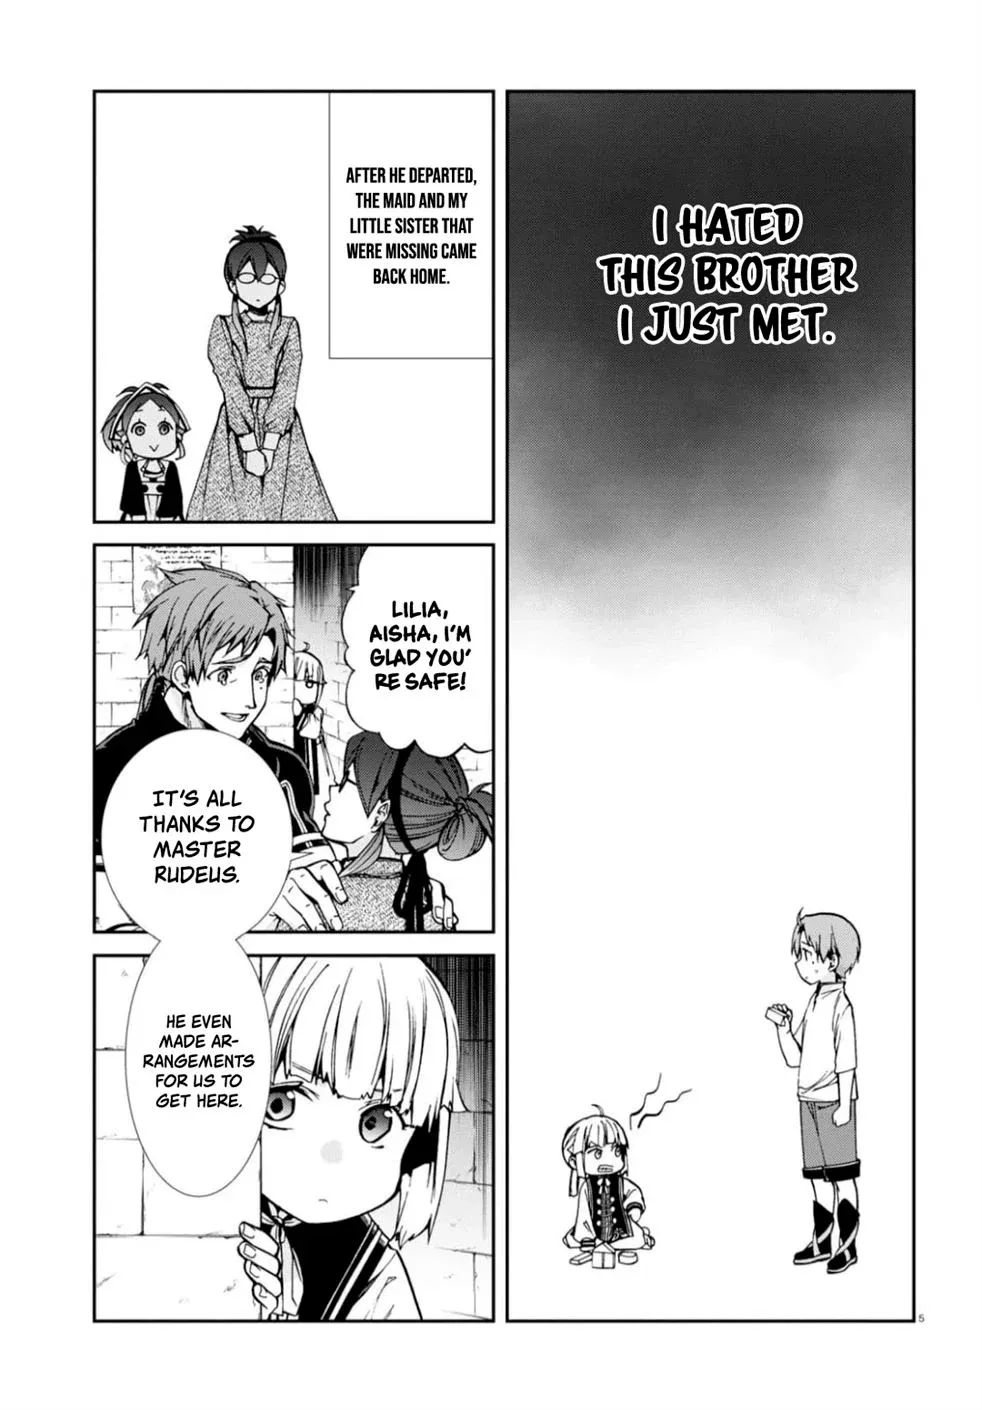 I HATED
THIS BROTHER
I JUST MET.
AFTER HE DEPARTED,
THE MAID AND MY
LITTLE SISTER THAT
WERE MISSING CAME
BACK HOME.
LILIA,
AISHA, I'M
GLAD YOU'
RE SAFE!
IT'S ALL
THANKS TO
MASTER
RUDEUS.
HE EVEN
MADE AR-
RANGEMENTS
FOR US TO
GET HERE.
5